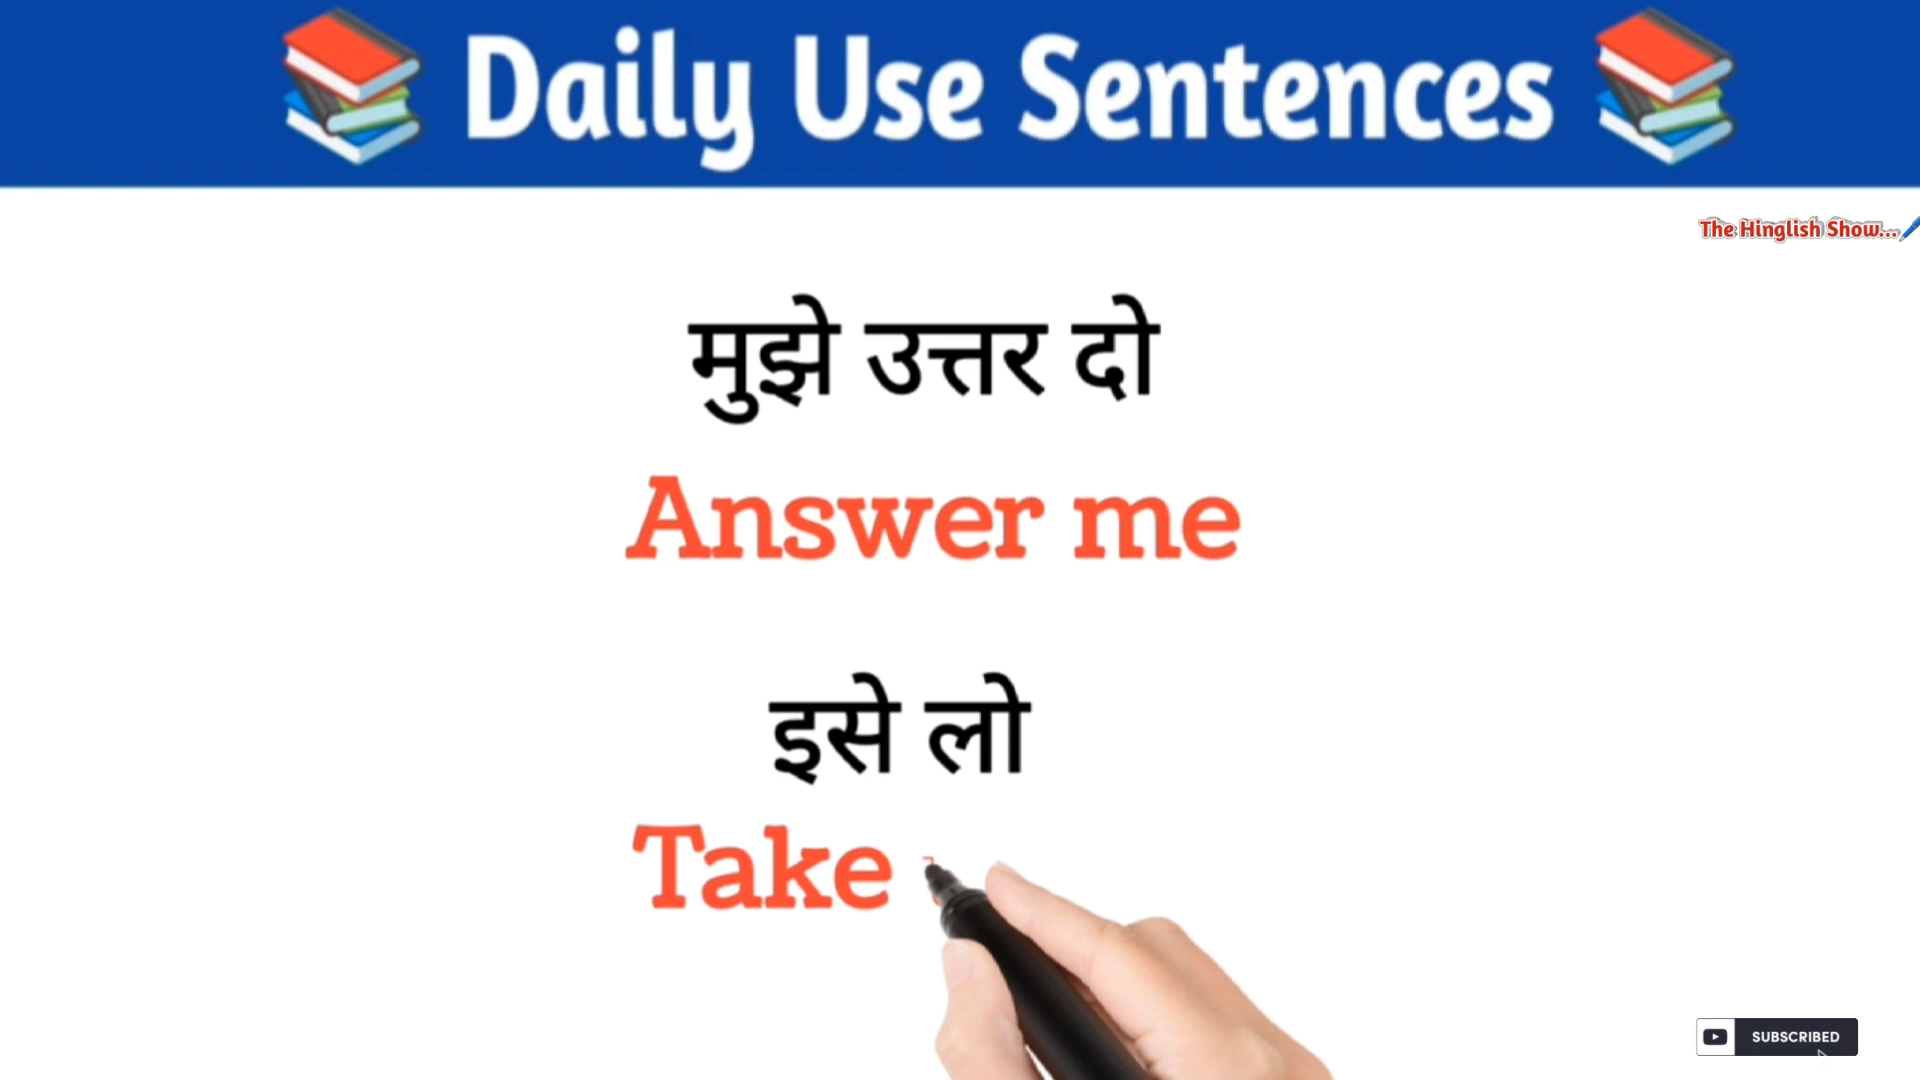 Daily Use Sentences
The Hinglish Show...
मुझे उत्तर दो
Answer me
इसे लो
Take
SUBSCRIBED